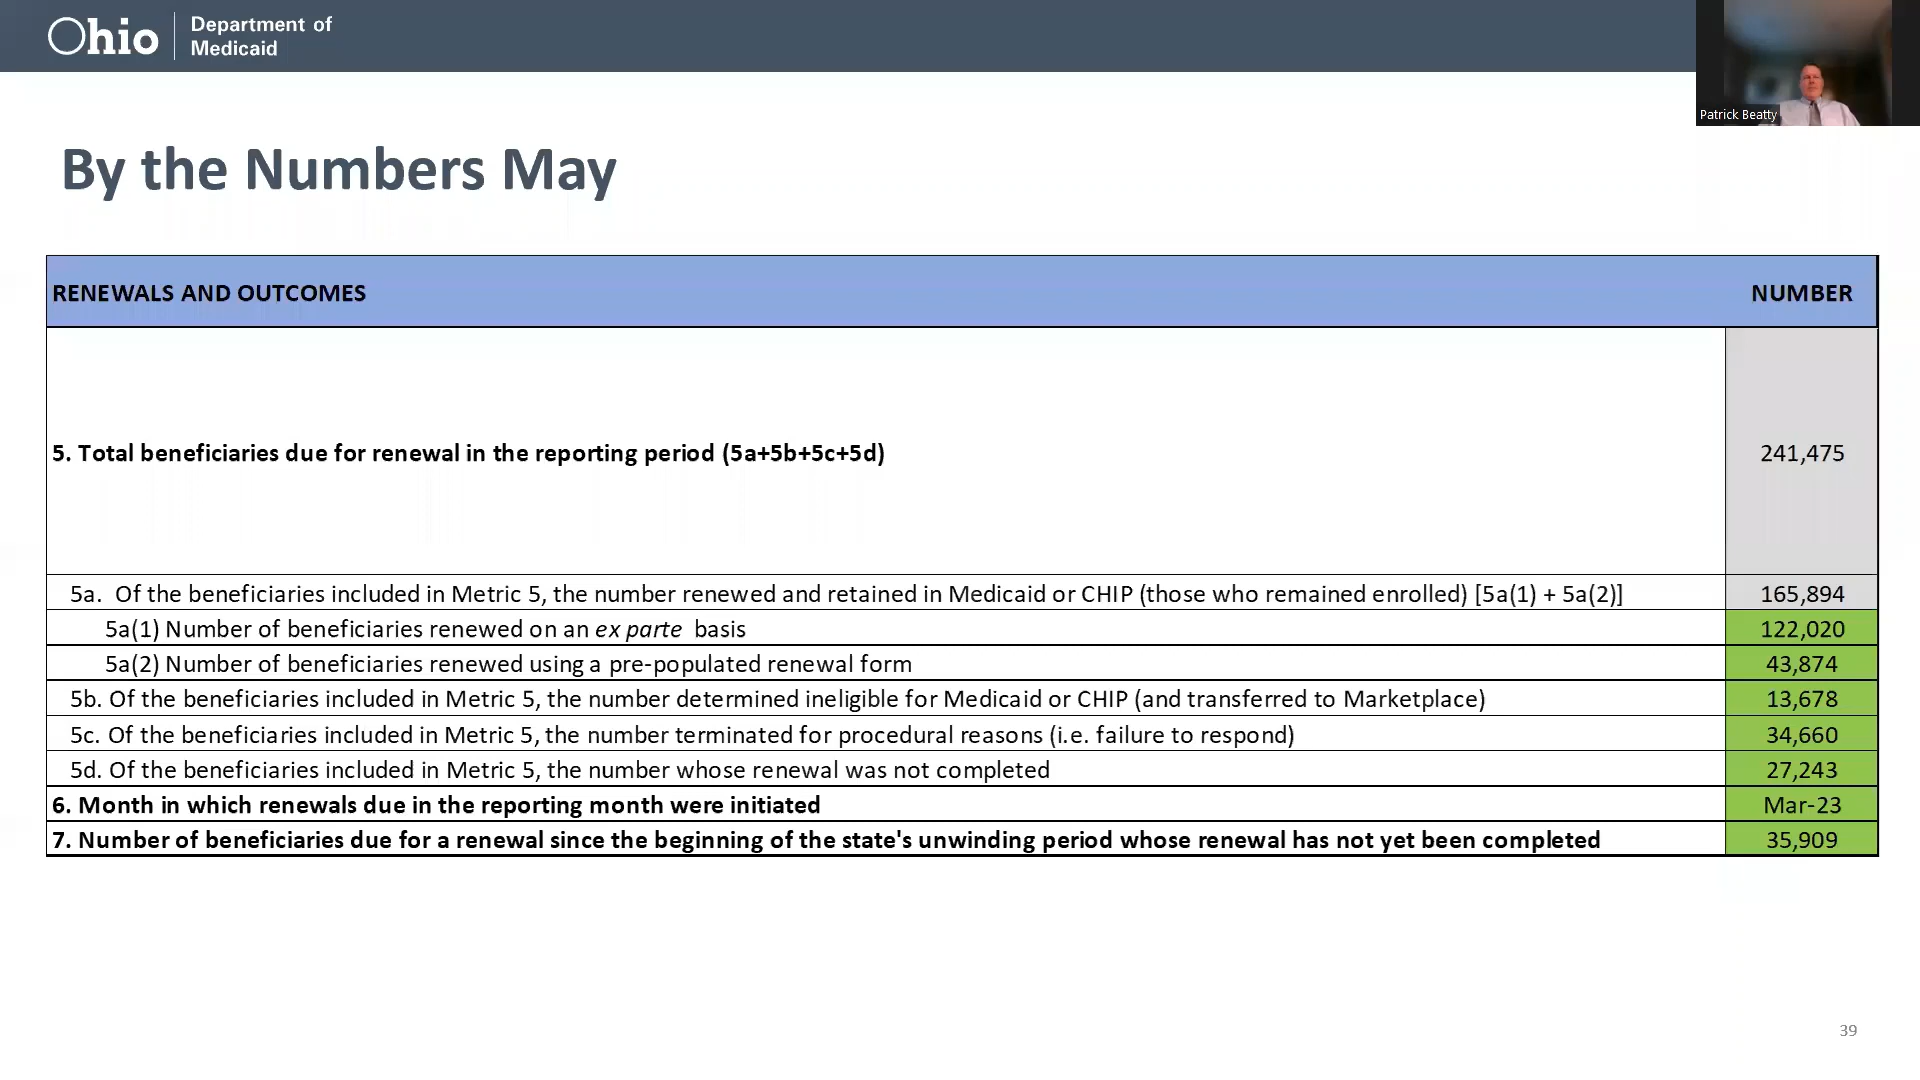 Ohio
Department of
Medicaid
Patrick Beatty
By the Numbers May
RENEWALS AND OUTCOMES NUMBER
5. Total beneficiaries due for renewal in the reporting period (5a+5b+5c+5d) 241,475
5a. Of the beneficiaries included in Metric 5, the number renewed and retained in Medicaid or CHIP (those who remained enrolled) [5a(1) + 5a(2)] 165,894
5a(1) Number of beneficiaries renewed on an ex parte basis 122,020
5a(2) Number of beneficiaries renewed using a pre-populated renewal form 43,874
5b. Of the beneficiaries included in Metric 5, the number determined ineligible for Medicaid or CHIP (and transferred to Marketplace) 13,678
5c. Of the beneficiaries included in Metric 5, the number terminated for procedural reasons (i.e. failure to respond) 34,660
5d. Of the beneficiaries included in Metric 5, the number whose renewal was not completed 27,243
6. Month in which renewals due in the reporting month were initiated Mar-23
7. Number of beneficiaries due for a renewal since the beginning of the state's unwinding period whose renewal has not yet been completed 35,909
39